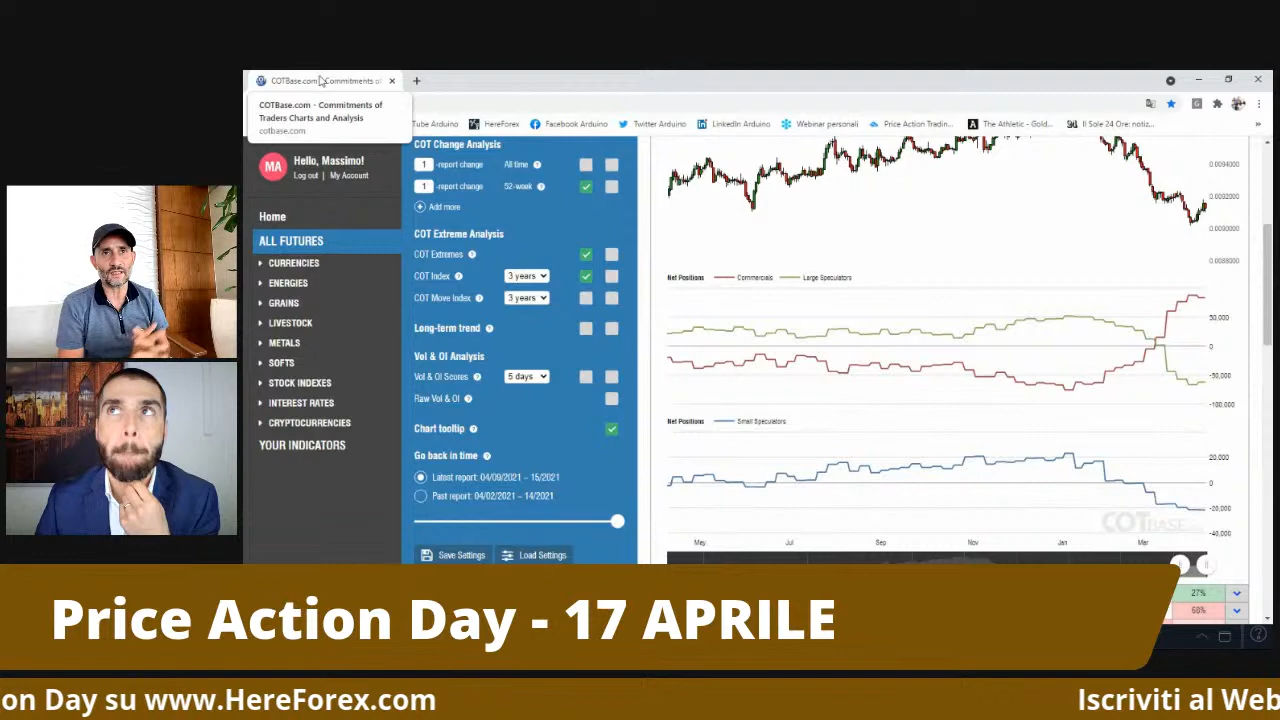 COTBase.com - Commitments of
COTBase.com - Commitments of
Traders Charts and Analysis
cotbase.com
Tube Arduino
HereForex
Facebook Arduino
Twitter Arduino
LinkedIn Arduino
Webinar personali
Price Action Tradin...
The Athletic - Gold...
Il Sole 24 Ore: notiz...
MA
Hello, Massimo!
Log out | My Account
Home
ALL FUTURES
CURRENCIES
ENERGIES
GRAINS
LIVESTOCK
METALS
SOFTS
STOCK INDEXES
INTEREST RATES
CRYPTOCURRENCIES
YOUR INDICATORS
COT Change Analysis
1 -report change All time
1 -report change 52-week
Add more
COT Extreme Analysis
COT Extremes
COT Index 3 years
COT Move Index 3 years
Long-term trend
Vol & OI Analysis
Vol & OI Scores 5 days
Raw Vol & OI
Chart tooltip
Go back in time
Latest report: 04/09/2021 – 15/2021
Past report: 04/02/2021 – 14/2021
Save Settings
Load Settings
0.0094000
0.0092000
0.0090000
0.0088000
Net Positions Commercials Large Speculators
50,000
0
-50,000
-100,000
Net Positions Small Speculators
20,000
0
-20,000
-40,000
COTBASE
May Jul Sep Nov Jan Mar
27%
68%
Price Action Day - 17 APRILE
on Day su www.HereForex.com
Iscriviti al Web